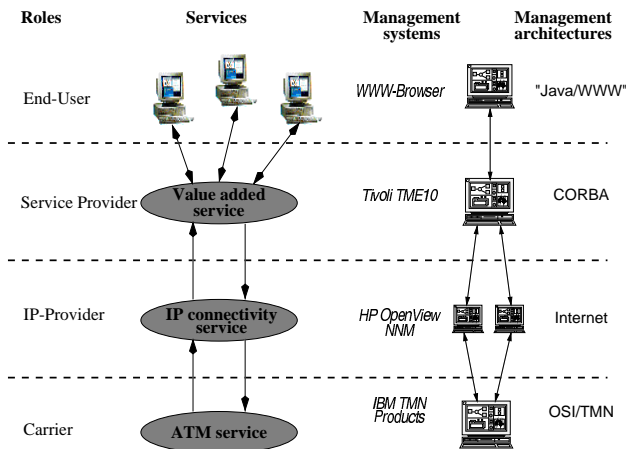 Roles
Services
Management
systems
Management
architectures
End-User
WWW-Browser
"Java/WWW"
Service Provider
Value added
service
Tivoli TME10
CORBA
IP-Provider
IP connectivity
service
HP OpenView
NNM
Internet
Carrier
ATM service
IBM TMN
Products
OSI/TMN